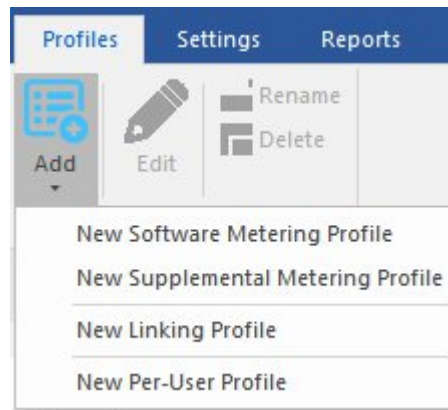 Profiles Settings Reports
Add
Edit
Rename
Delete
New Software Metering Profile
New Supplemental Metering Profile
New Linking Profile
New Per-User Profile